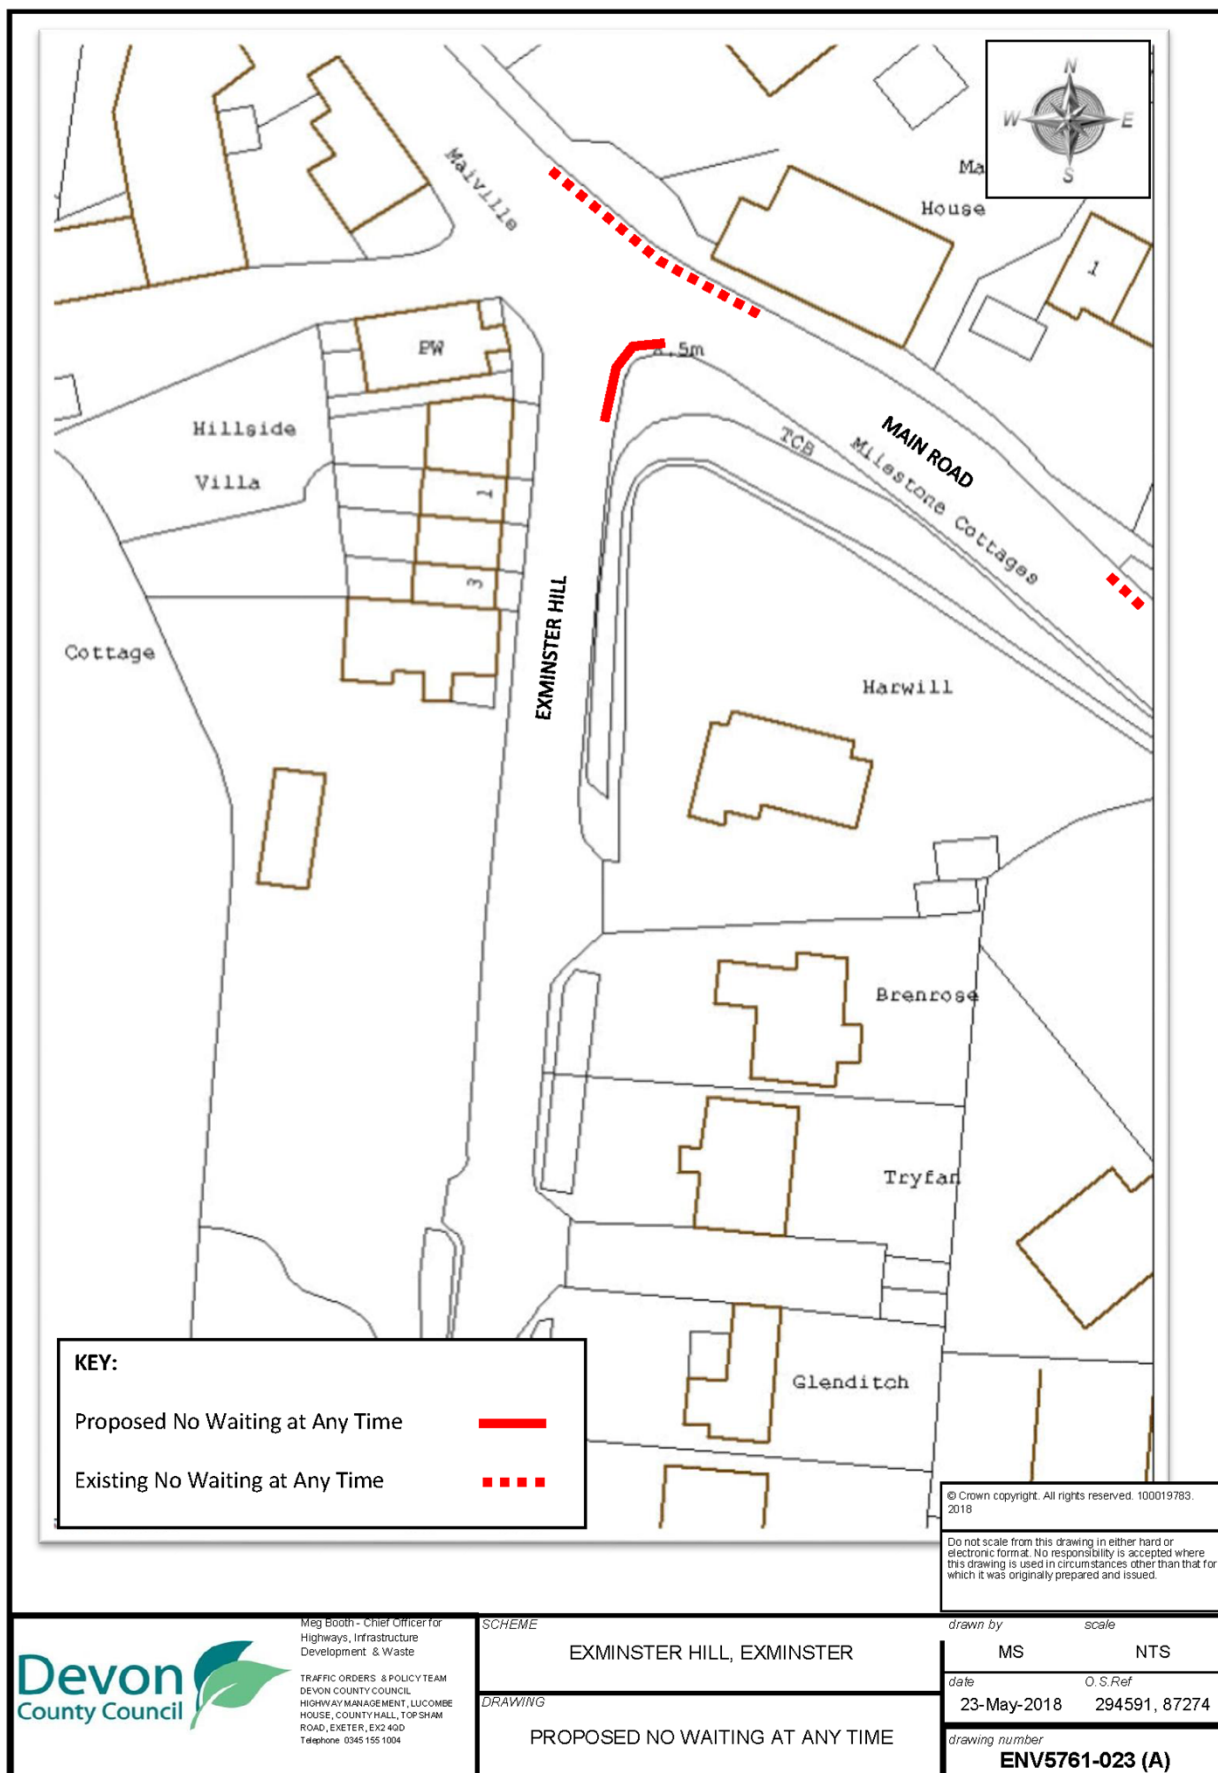 N
W E
S
Maiville
Ma
House
1
PW
.5m
Hillside
Villa
MAIN ROAD
TCB
Milestone Cottages
1
3
EXMINSTER HILL
Cottage
Harwill
Brenrose
Tryfan
Glenditch
KEY:
Proposed No Waiting at Any Time
Existing No Waiting at Any Time
© Crown copyright. All rights reserved. 100019783.
2018
Do not scale from this drawing in either hard or
electronic format. No responsibility is accepted where
this drawing is used in circumstances other than that for
which it was originally prepared and issued.
Devon
County Council
Meg Booth - Chief Officer for
Highways, Infrastructure
Development & Waste
TRAFFIC ORDERS & POLICY TEAM
DEVON COUNTY COUNCIL
HIGHWAY MANAGEMENT, LUCOMBE
HOUSE, COUNTY HALL, TOPSHAM
ROAD, EXETER, EX2 4QD
Telephone 0345 155 1004
SCHEME
EXMINSTER HILL, EXMINSTER
DRAWING
PROPOSED NO WAITING AT ANY TIME
drawn by scale
MS NTS
date O.S.Ref
23-May-2018 294591, 87274
drawing number
ENV5761-023 (A)